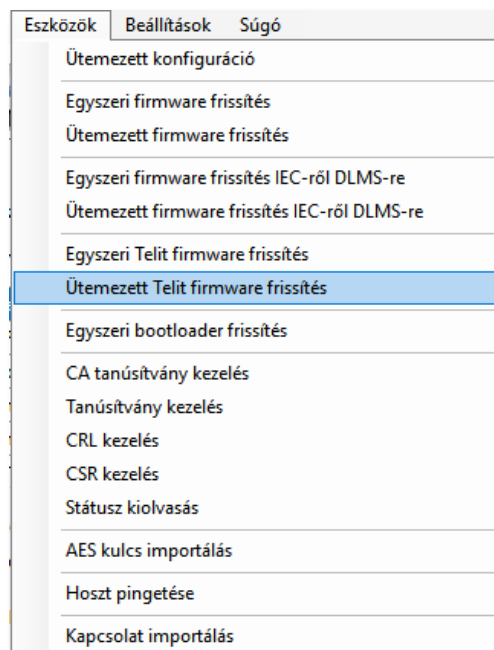 Eszközök Beállítások Súgó
Ütemezett konfiguráció
Egyszeri firmware frissítés
Ütemezett firmware frissítés
Egyszeri firmware frissítés IEC-ről DLMS-re
Ütemezett firmware frissítés IEC-ről DLMS-re
Egyszeri Telit firmware frissítés
Ütemezett Telit firmware frissítés
Egyszeri bootloader frissítés
CA tanúsítvány kezelés
Tanúsítvány kezelés
CRL kezelés
CSR kezelés
Státusz kiolvasás
AES kulcs importálás
Hoszt pingetése
Kapcsolat importálás